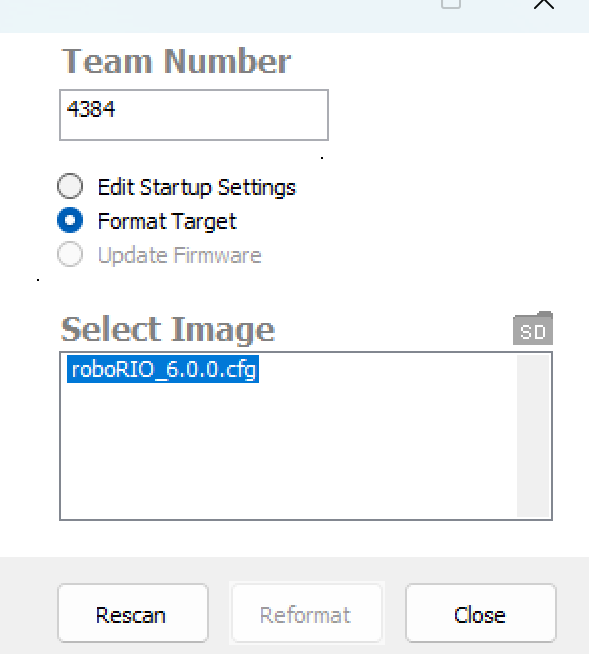 Team Number
4384
Edit Startup Settings
Format Target
Update Firmware
Select Image
SD
roboRIO_6.0.0.cfg
Rescan
Reformat
Close